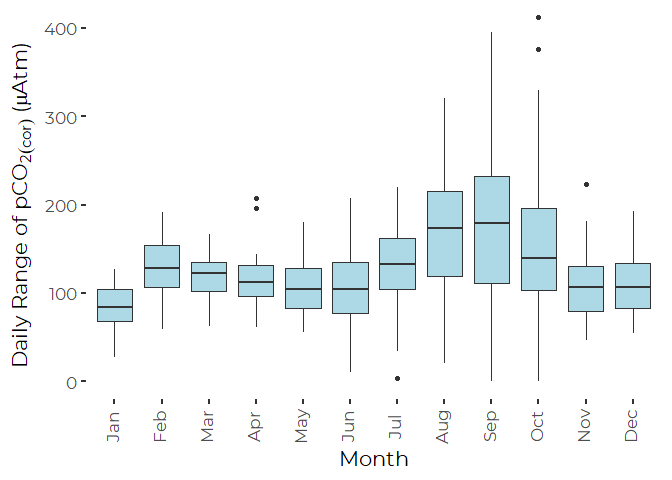 Daily Range of pCO₂₍cor₎ (µAtm)
400
300
200
100
0
Jan Feb Mar Apr May Jun Jul Aug Sep Oct Nov Dec
Month